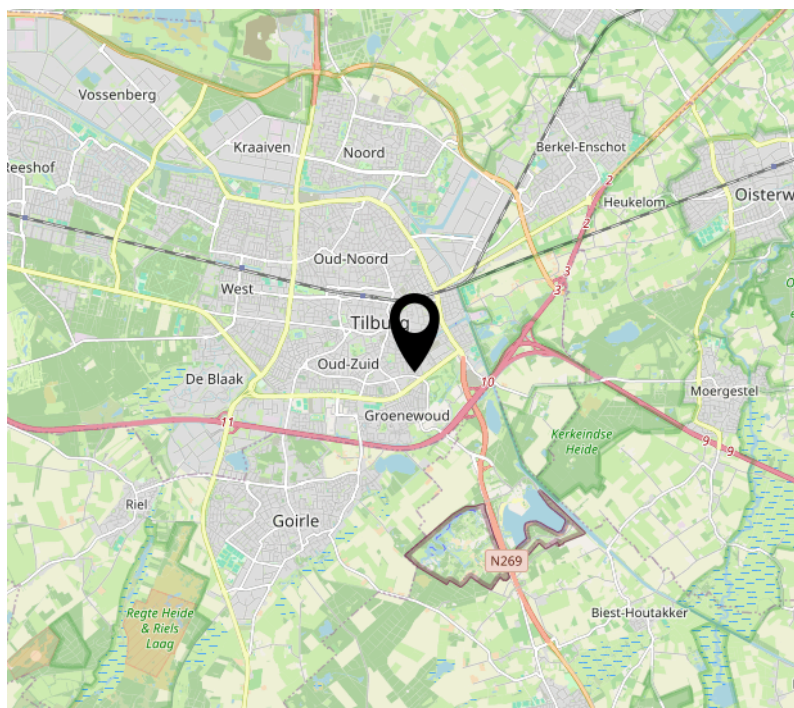 Vossenberg
Kraaiven
Noord
Berkel-Enschot
Reeshof
2
Oisterw
Heukelom
2
Oud-Noord
3
West
3
Tilburg
Oud-Zuid
De Blaak
10
Moergestel
Groenewoud
11
Kerkeindse
Heide
9
9
Riel
Goirle
N269
Regte Heide
& Riels
Laag
Biest-Houtakker